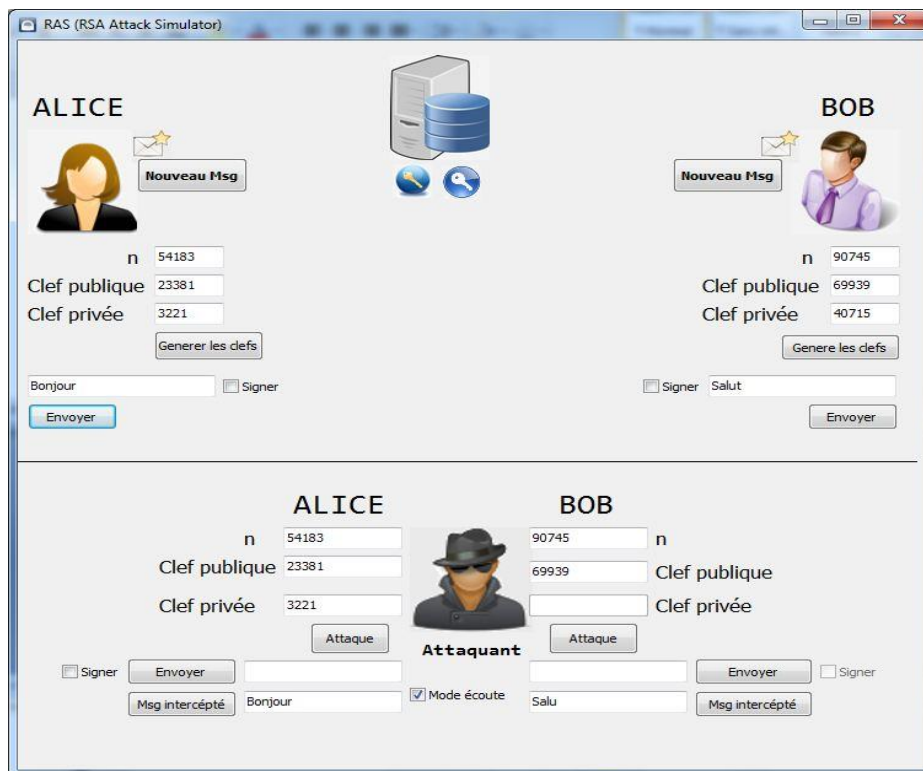 RAS (RSA Attack Simulator)
ALICE
BOB
Nouveau Msg
Nouveau Msg
n 54183
n 90745
Clef publique 23381
Clef publique 69939
Clef privée 3221
Clef privée 40715
Generer les clefs
Genere les clefs
Bonjour Signer
Signer Salut
Envoyer
Envoyer
ALICE BOB
n 54183
90745 n
Clef publique 23381
69939 Clef publique
Clef privée 3221
Clef privée
Attaque
Attaque
Attaquant
Signer Envoyer
Envoyer Signer
Msg intercépté Bonjour
Mode écoute
Salu Msg intercépté